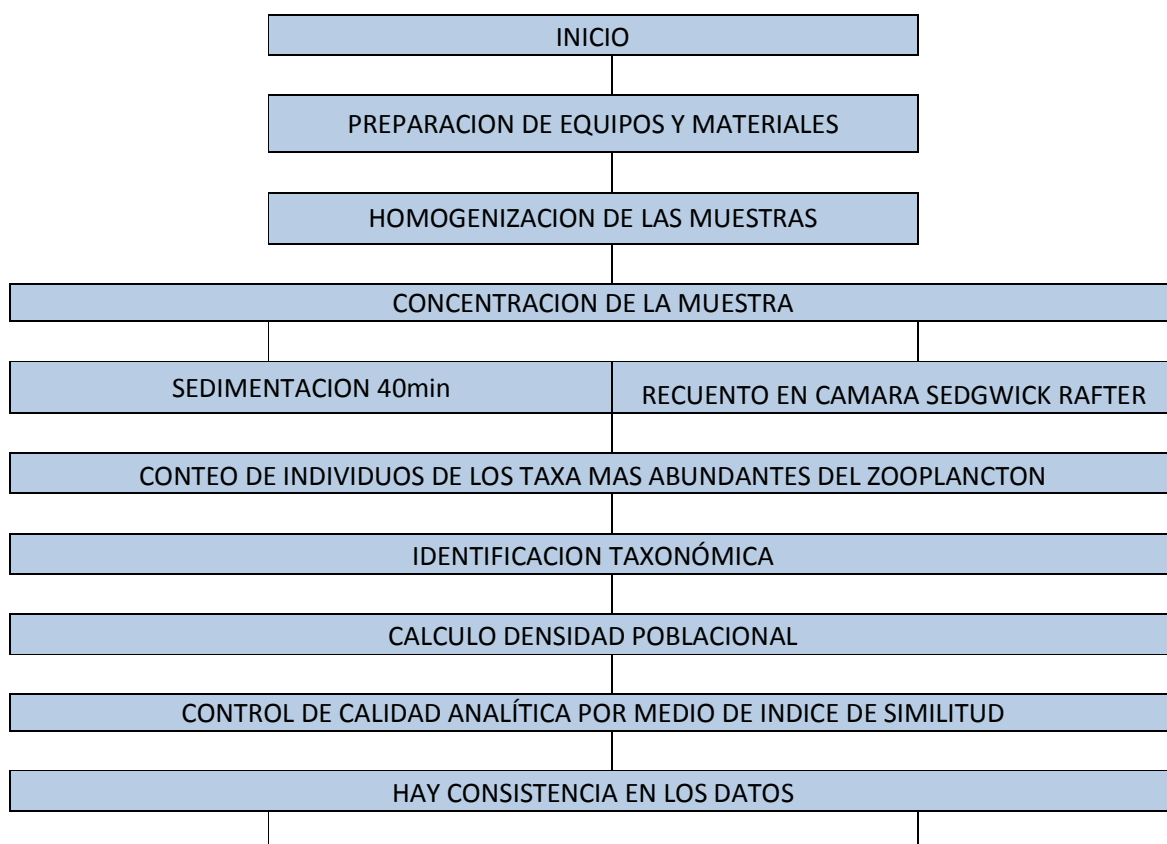 INICIO
PREPARACION DE EQUIPOS Y MATERIALES
HOMOGENIZACION DE LAS MUESTRAS
CONCENTRACION DE LA MUESTRA
SEDIMENTACION 40min
RECUENTO EN CAMARA SEDGWICK RAFTER
CONTEO DE INDIVIDUOS DE LOS TAXA MAS ABUNDANTES DEL ZOOPLANCTON
IDENTIFICACION TAXONÓMICA
CALCULO DENSIDAD POBLACIONAL
CONTROL DE CALIDAD ANALÍTICA POR MEDIO DE INDICE DE SIMILITUD
HAY CONSISTENCIA EN LOS DATOS